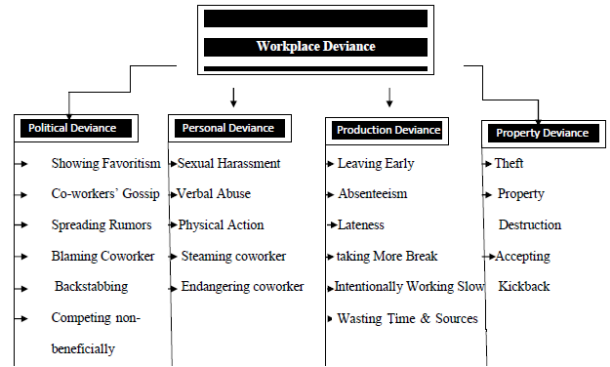 Workplace Deviance
Political Deviance
Showing Favoritism
Co-workers' Gossip
Spreading Rumors
Blaming Coworker
Backstabbing
Competing non-
beneficially
Personal Deviance
Sexual Harassment
Verbal Abuse
Physical Action
Steaming coworker
Endangering coworker
Production Deviance
Leaving Early
Absenteeism
Lateness
taking More Break
Intentionally Working Slow
Wasting Time & Sources
Property Deviance
Theft
Property
Destruction
Accepting
Kickback